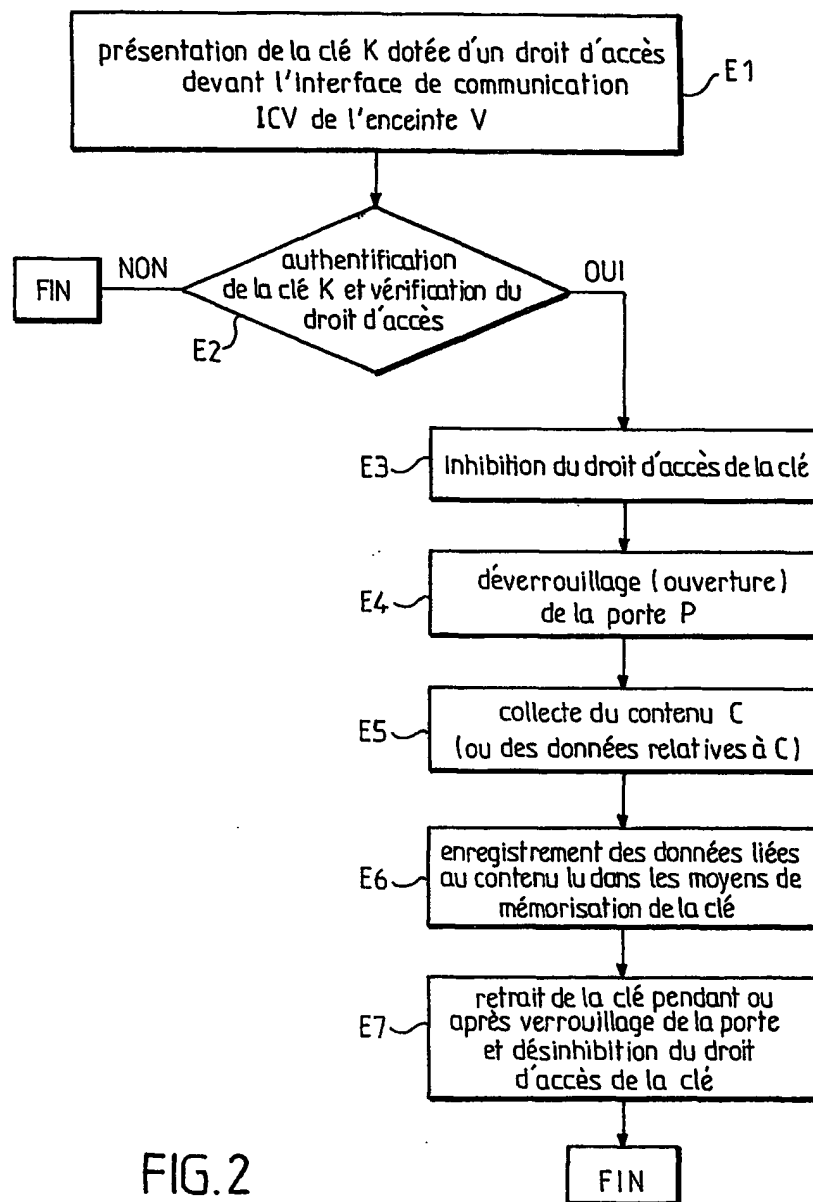 présentation de la clé K dotée d'un droit d'accès
devant l'interface de communication
ICV de l'enceinte V
E1
FIN
NON
authentification
de la clé K et vérification du
droit d'accès
OUI
E2
E3
Inhibition du droit d'accès de la clé
E4
déverrouillage (ouverture)
de la porte P
E5
collecte du contenu C
(ou des données relatives à C)
E6
enregistrement des données liées
au contenu lu dans les moyens de
mémorisation de la clé
E7
retrait de la clé pendant ou
après verrouillage de la porte
et désinhibition du droit
d'accès de la clé
FIN
FIG.2